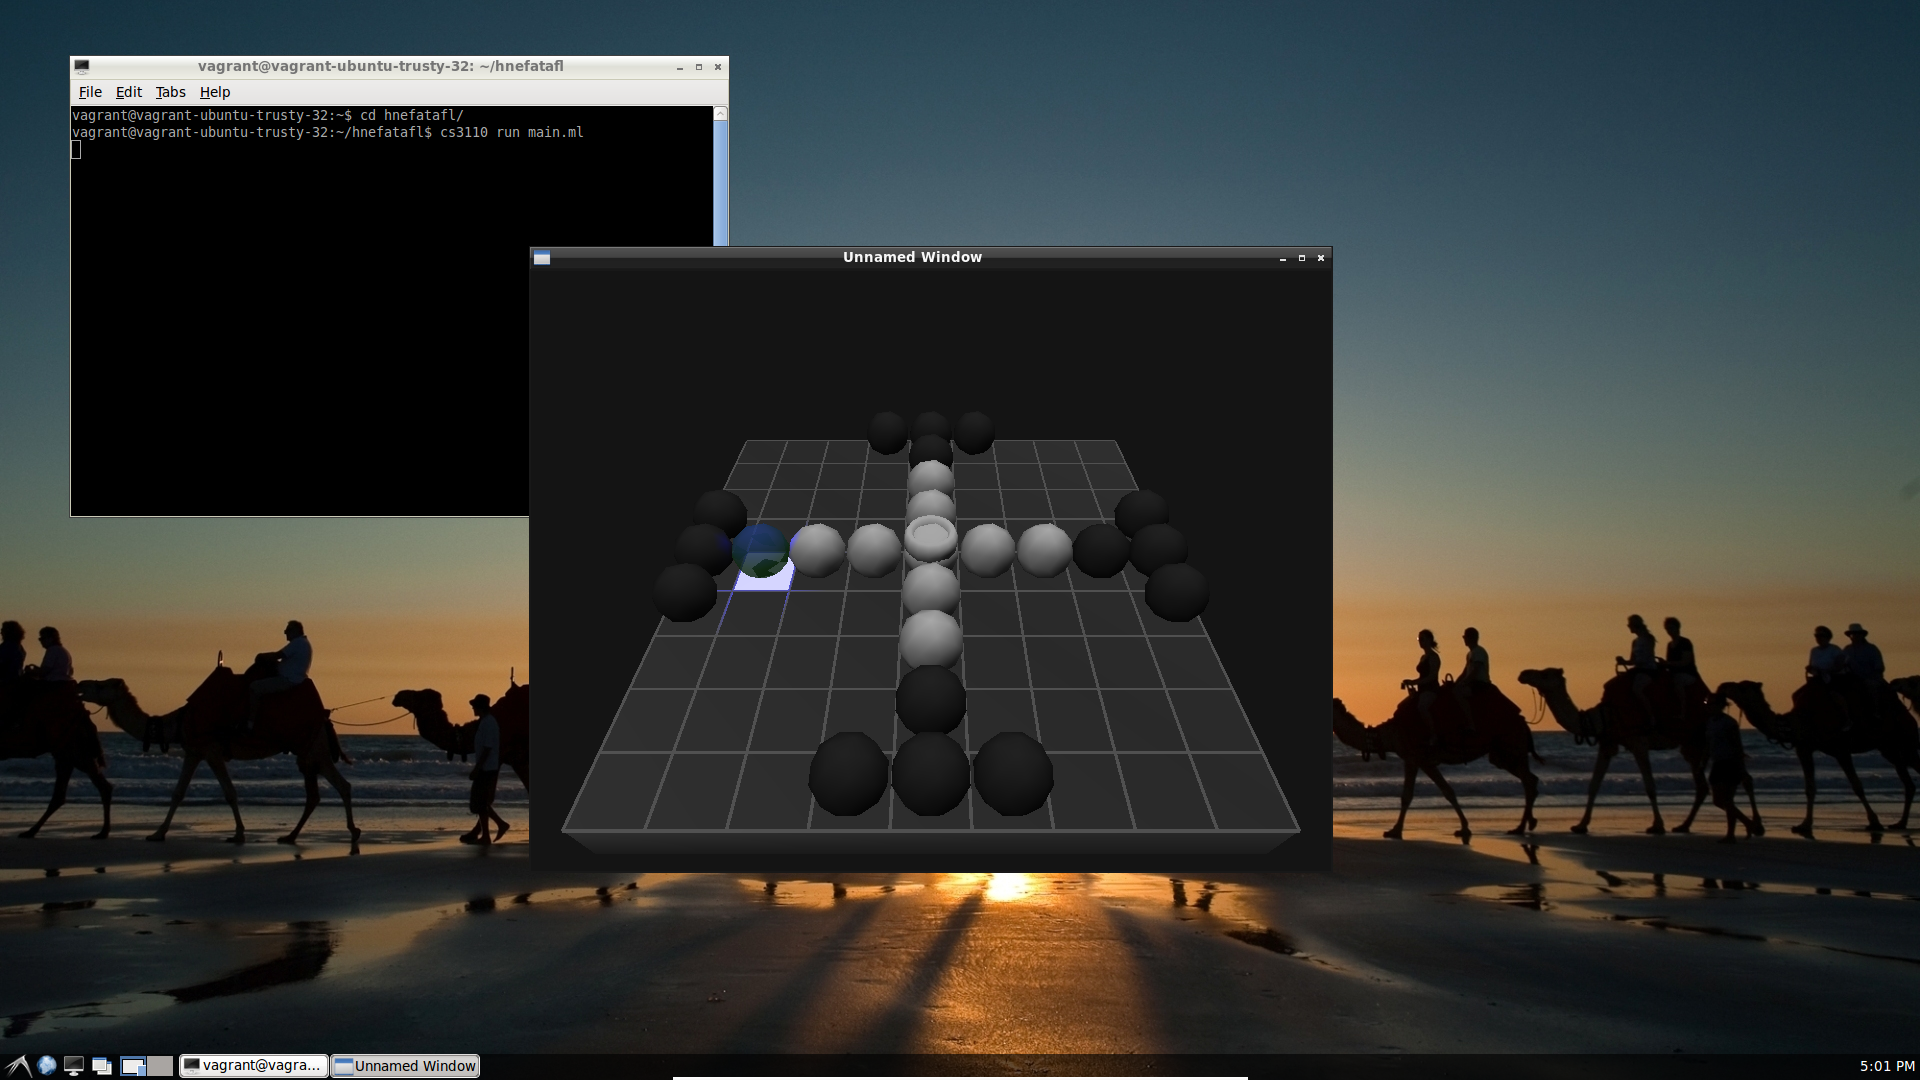 vagrant@vagrant-ubuntu-trusty-32: ~/hnefatafl
File Edit Tabs Help
vagrant@vagrant-ubuntu-trusty-32:~$ cd hnefatafl/
vagrant@vagrant-ubuntu-trusty-32:~/hnefatafl$ cs3110 run main.ml
Unnamed Window
vagrant@vagra...
Unnamed Window
5:01 PM